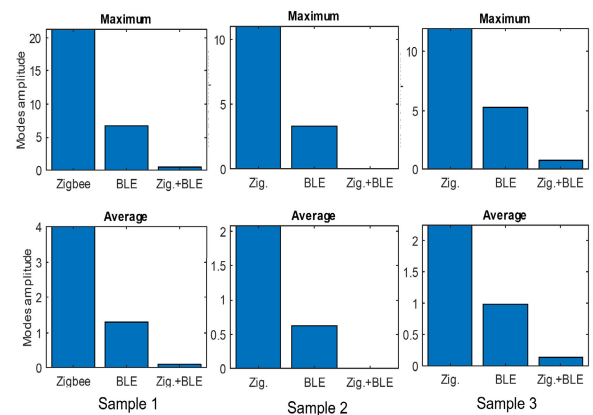 Maximum
Modes amplitude
20
15
10
5
0
Zigbee BLE Zig.+BLE
Maximum
10
5
0
Zig. BLE Zig.+BLE
Maximum
10
5
0
Zig. BLE Zig.+BLE
Average
Modes amplitude
4
3
2
1
0
Zigbee BLE Zig.+BLE
Sample 1
Average
2
1.5
1
0.5
0
Zig. BLE Zig.+BLE
Sample 2
Average
2
1.5
1
0.5
0
Zig. BLE Zig.+BLE
Sample 3